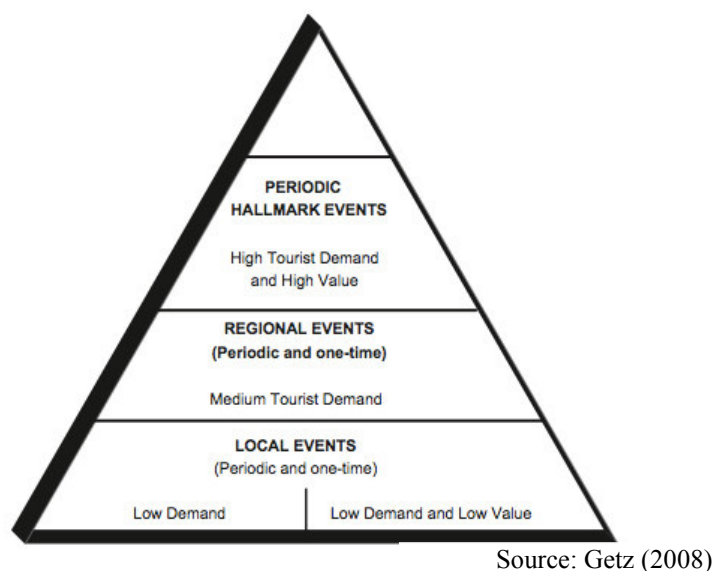 PERIODIC
HALLMARK EVENTS
High Tourist Demand
and High Value
REGIONAL EVENTS
(Periodic and one-time)
Medium Tourist Demand
LOCAL EVENTS
(Periodic and one-time)
Low Demand
Low Demand and Low Value
Source: Getz (2008)